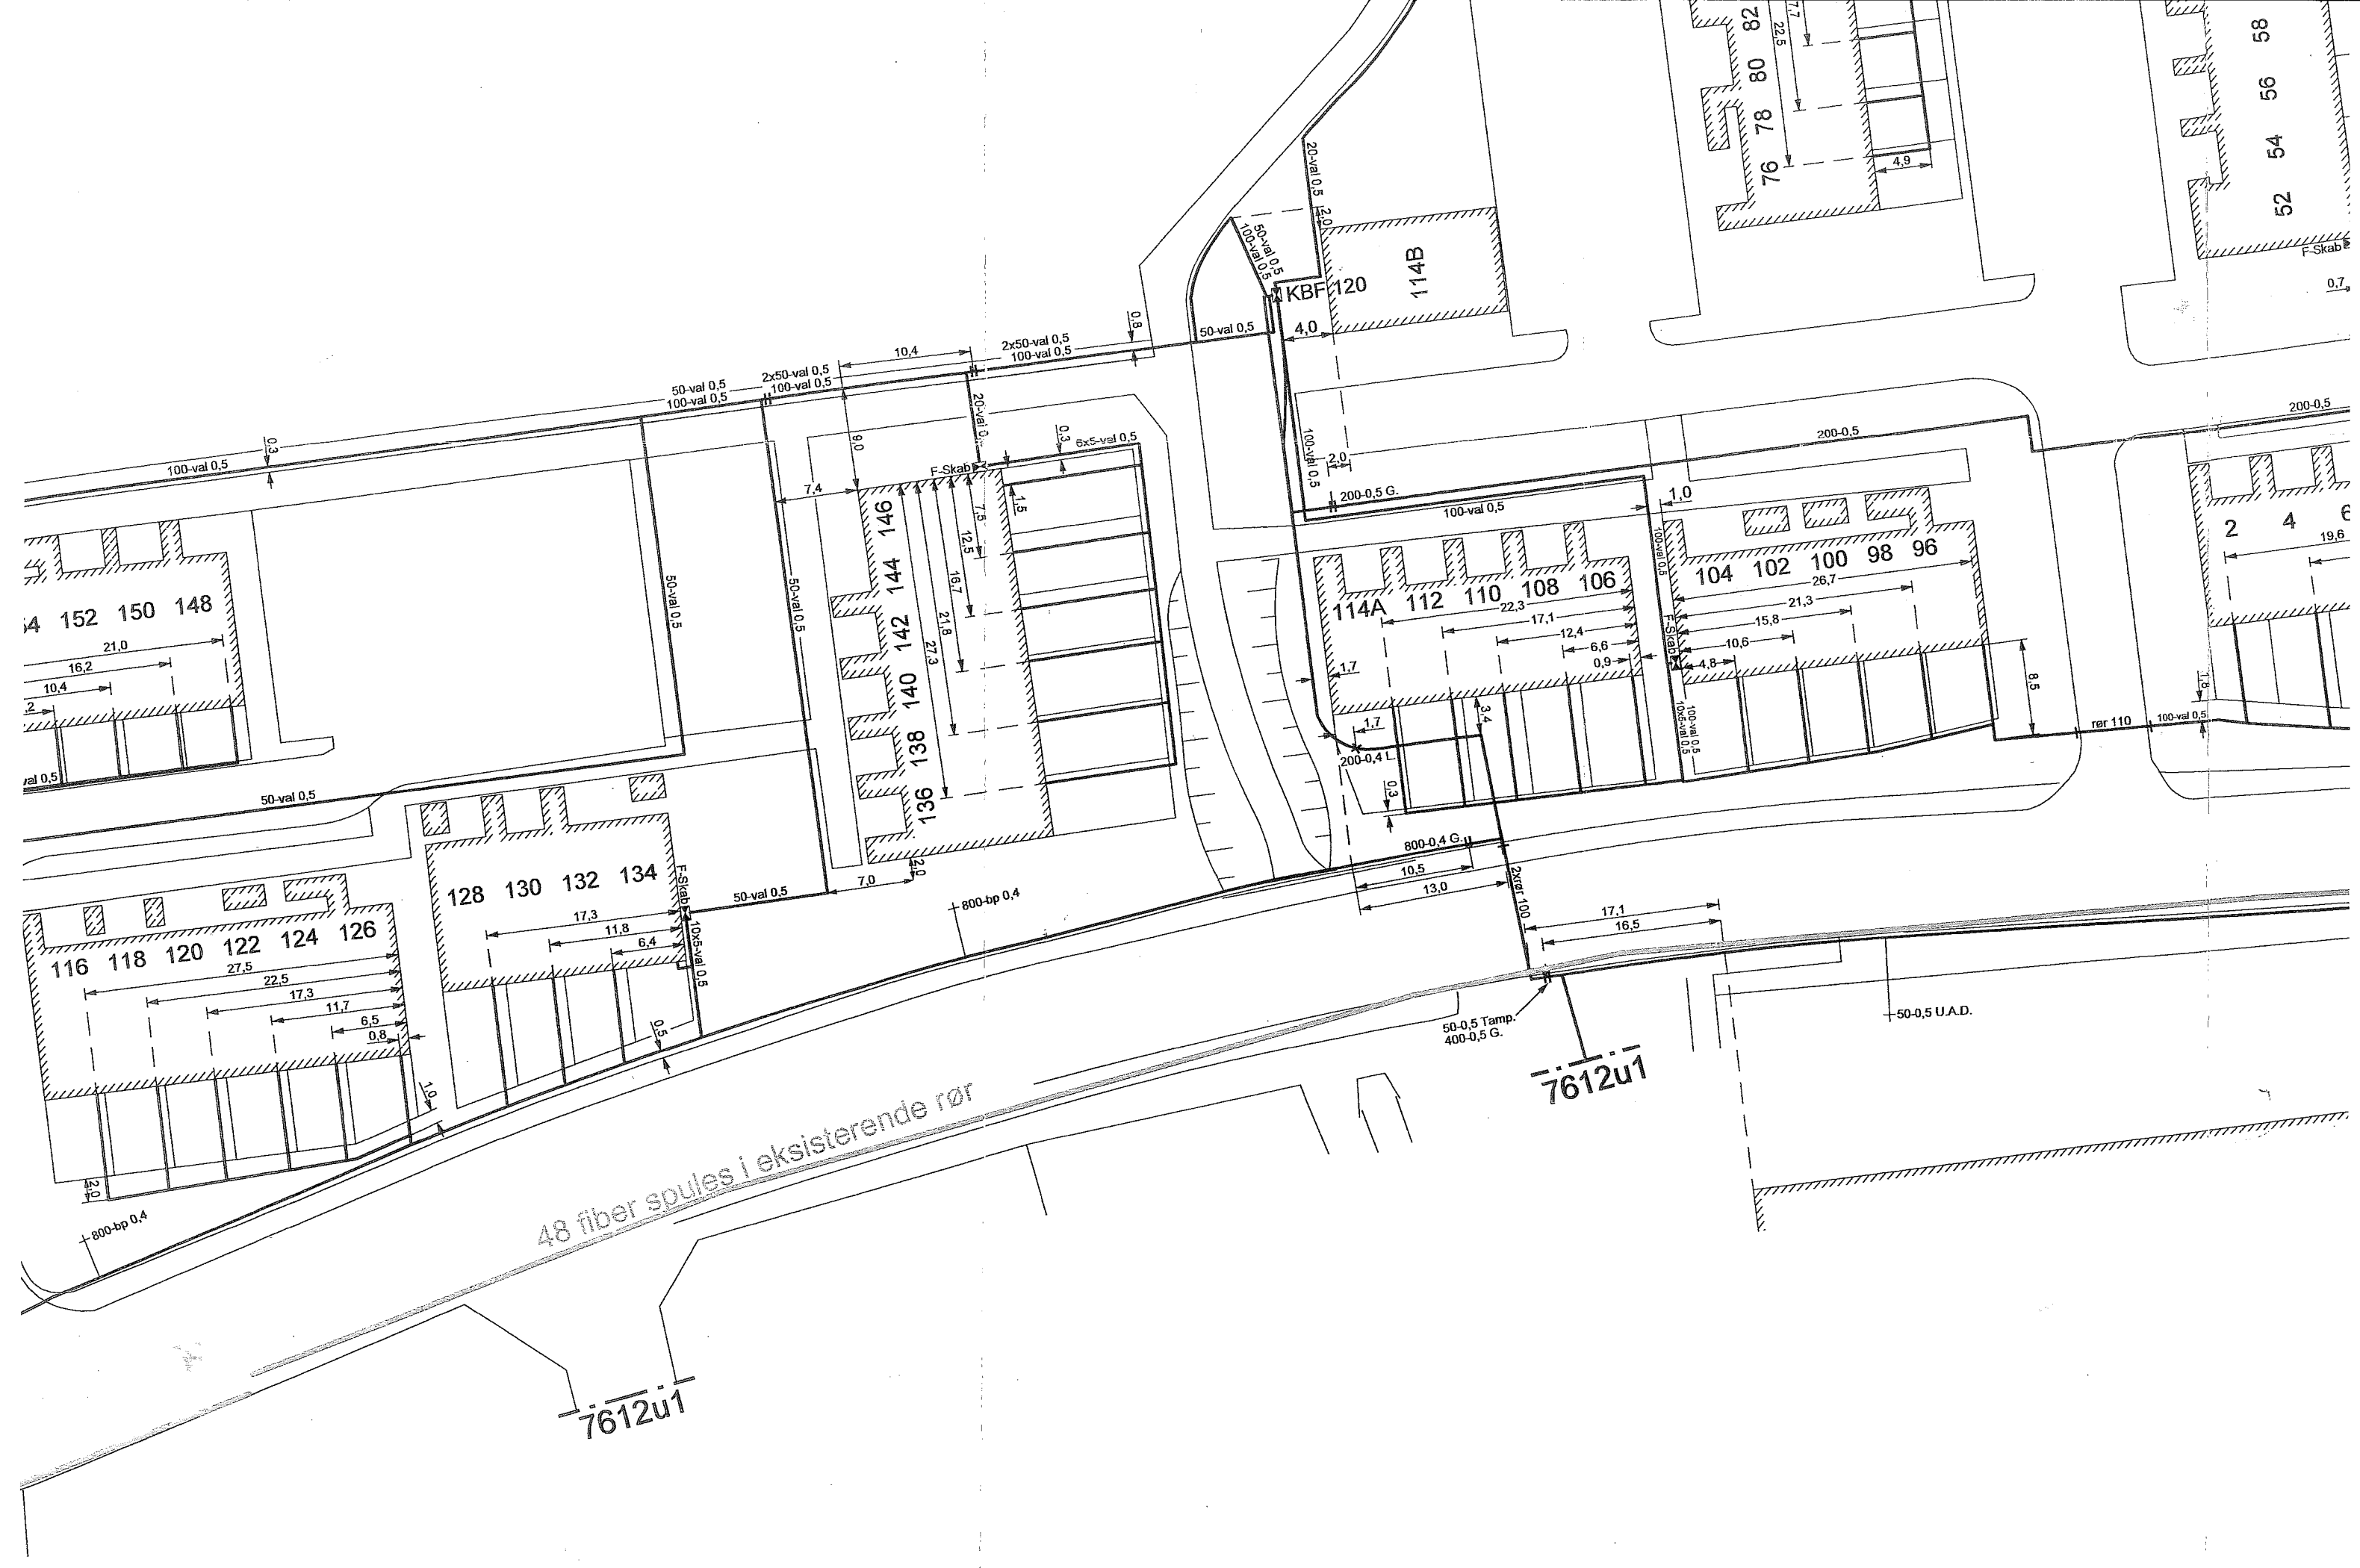 82
80
78
76
7,7
22,5
4,9
58
56
54
52
F-Skab
0,7
20-val 0,5
2,0
50-val 0,5
100-val 0,5
KBF 120
114B
4,0
50-val 0,5
0,8
2x50-val 0,5
100-val 0,5
10,4
2x50-val 0,5
100-val 0,5
50-val 0,5
100-val 0,5
0,3
100-val 0,5
9,0
7,4
F-Skab
0,3
6x5-val 0,5
1,5
7,5
12,5
16,7
21,8
27,3
146
144
142
140
138
136
2,0
7,0
50-val 0,5
50-val 0,5
100-val 0,5
2,0
200-0,5 G.
100-val 0,5
1,0
200-0,5
200-0,5
100-val 0,5
F-Skab
114A
112
110
108
106
22,3
17,1
12,4
6,6
0,9
1,7
1,7
200-0,4 L.
3,4
0,3
104
102
100
98
96
26,7
21,3
15,8
10,6
4,8
100-val 0,5
10x5-val 0,5
8,5
rør 110
100-val 0,5
1,8
2
4
19,6
152
150
148
21,0
16,2
10,4
50-val 0,5
128
130
132
134
F-Skab
17,3
11,8
6,4
10x5-val 0,5
0,5
50-val 0,5
116
118
120
122
124
126
27,5
22,5
17,3
11,7
6,5
0,8
1,0
2,0
800-bp 0,4
800-bp 0,4
800-0,4 G.
10,5
13,0
2xrør 100
17,1
16,5
50-0,5 Tamp.
400-0,5 G.
50-0,5 U.A.D.
7612u1
48 fiber spules i eksisterende rør
7612u1